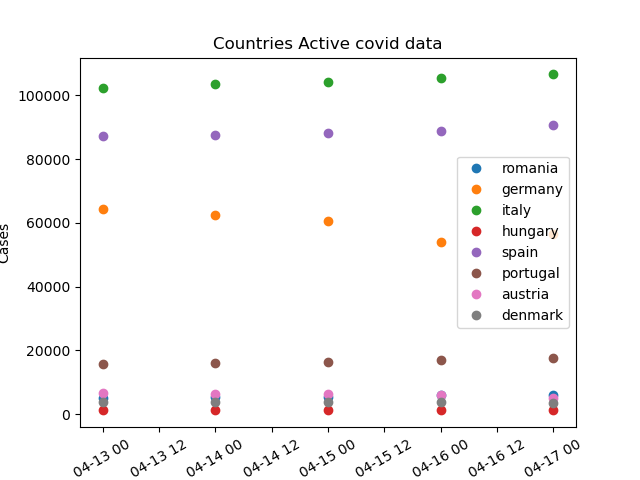 Countries Active covid data
100000
80000
60000
40000
20000
0
Cases
romania
germany
italy
hungary
spain
portugal
austria
denmark
04-13 00
04-13 12
04-14 00
04-14 12
04-15 00
04-15 12
04-16 00
04-16 12
04-17 00